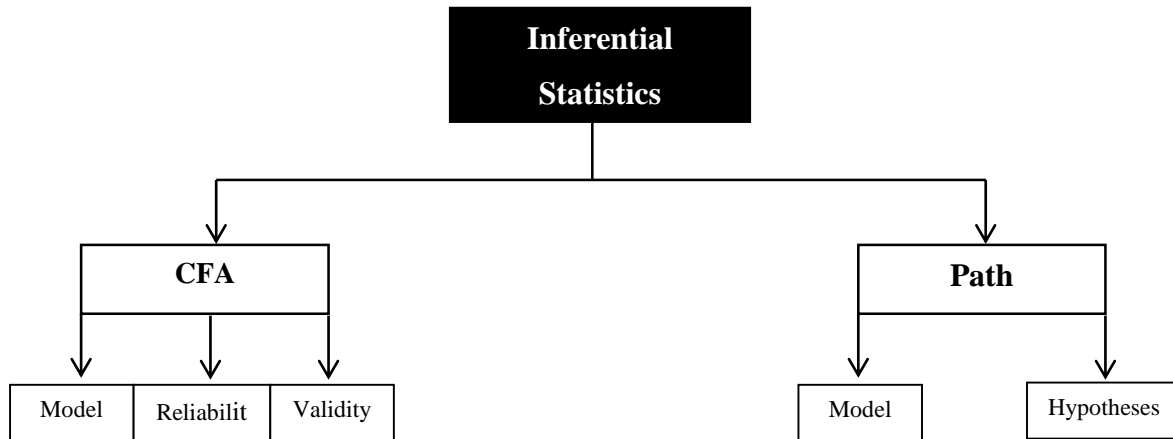 Inferential
Statistics
CFA
Path
Model
Reliabilit
Validity
Model
Hypotheses